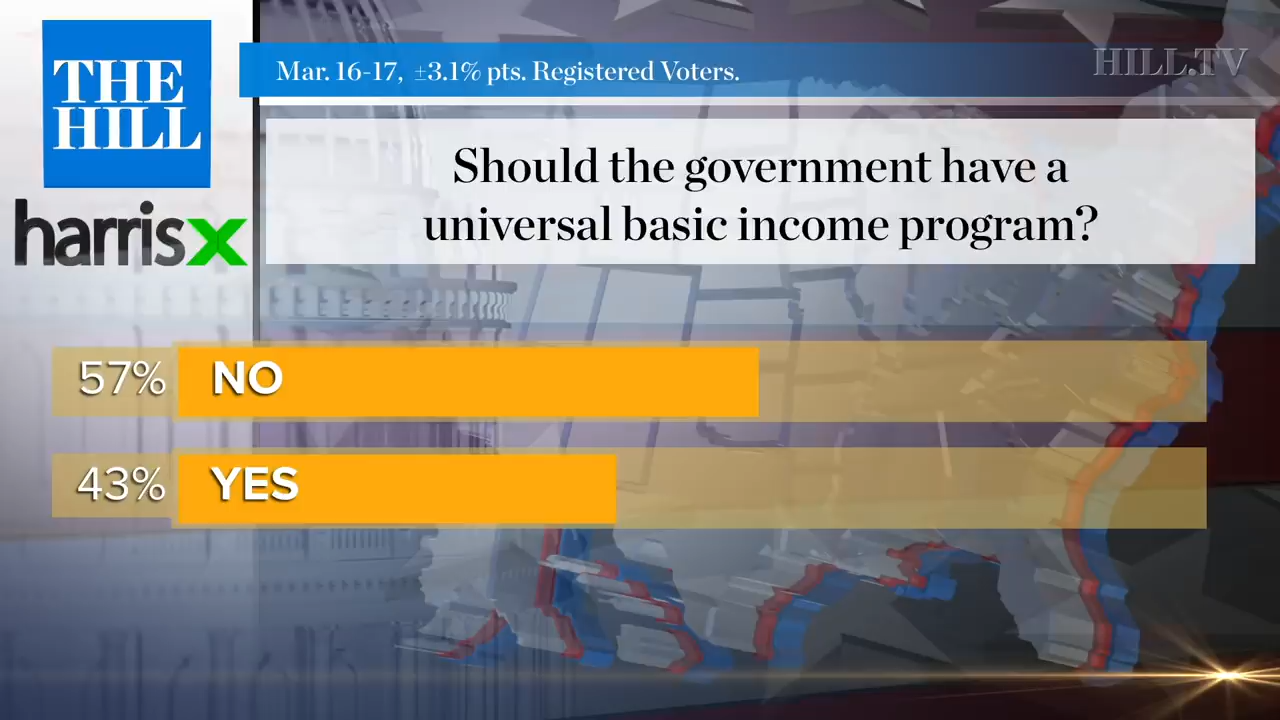 THE
HILL
harrisx
Mar. 16-17, ±3.1% pts. Registered Voters.
HILL.TV
Should the government have a
universal basic income program?
57% NO
43% YES